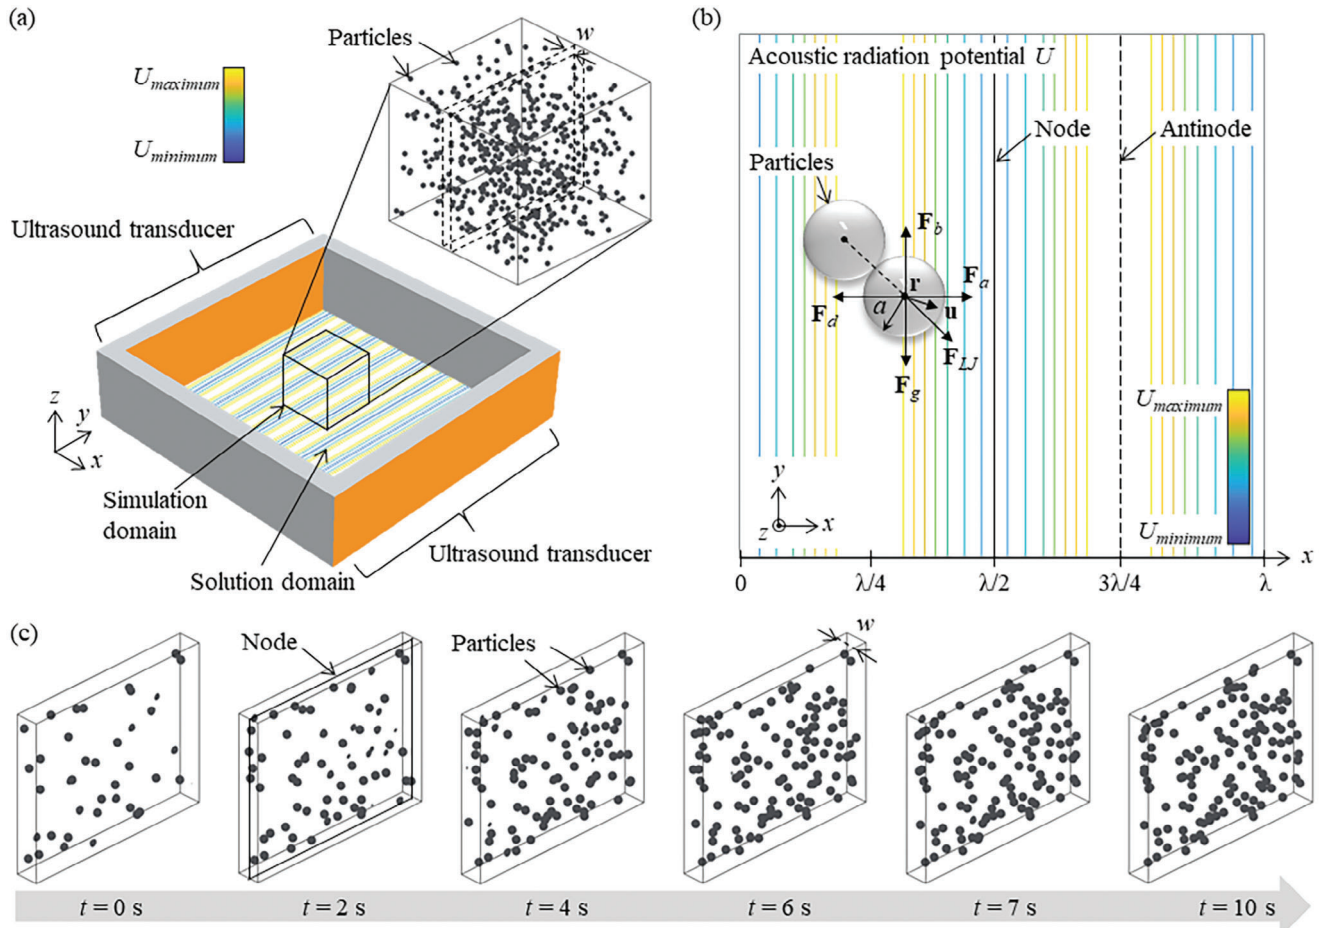 (a)
Particles
w
U_maximum
U_minimum
Ultrasound transducer
z
y
x
Simulation
domain
Solution domain
Ultrasound transducer
(b)
Acoustic radiation potential U
Node
Antinode
Particles
F_b
r
F_a
a
u
F_d
F_LJ
F_g
U_maximum
U_minimum
y
z
x
x
0
λ/4
λ/2
3λ/4
λ
(c)
Node
Particles
w
t = 0 s
t = 2 s
t = 4 s
t = 6 s
t = 7 s
t = 10 s